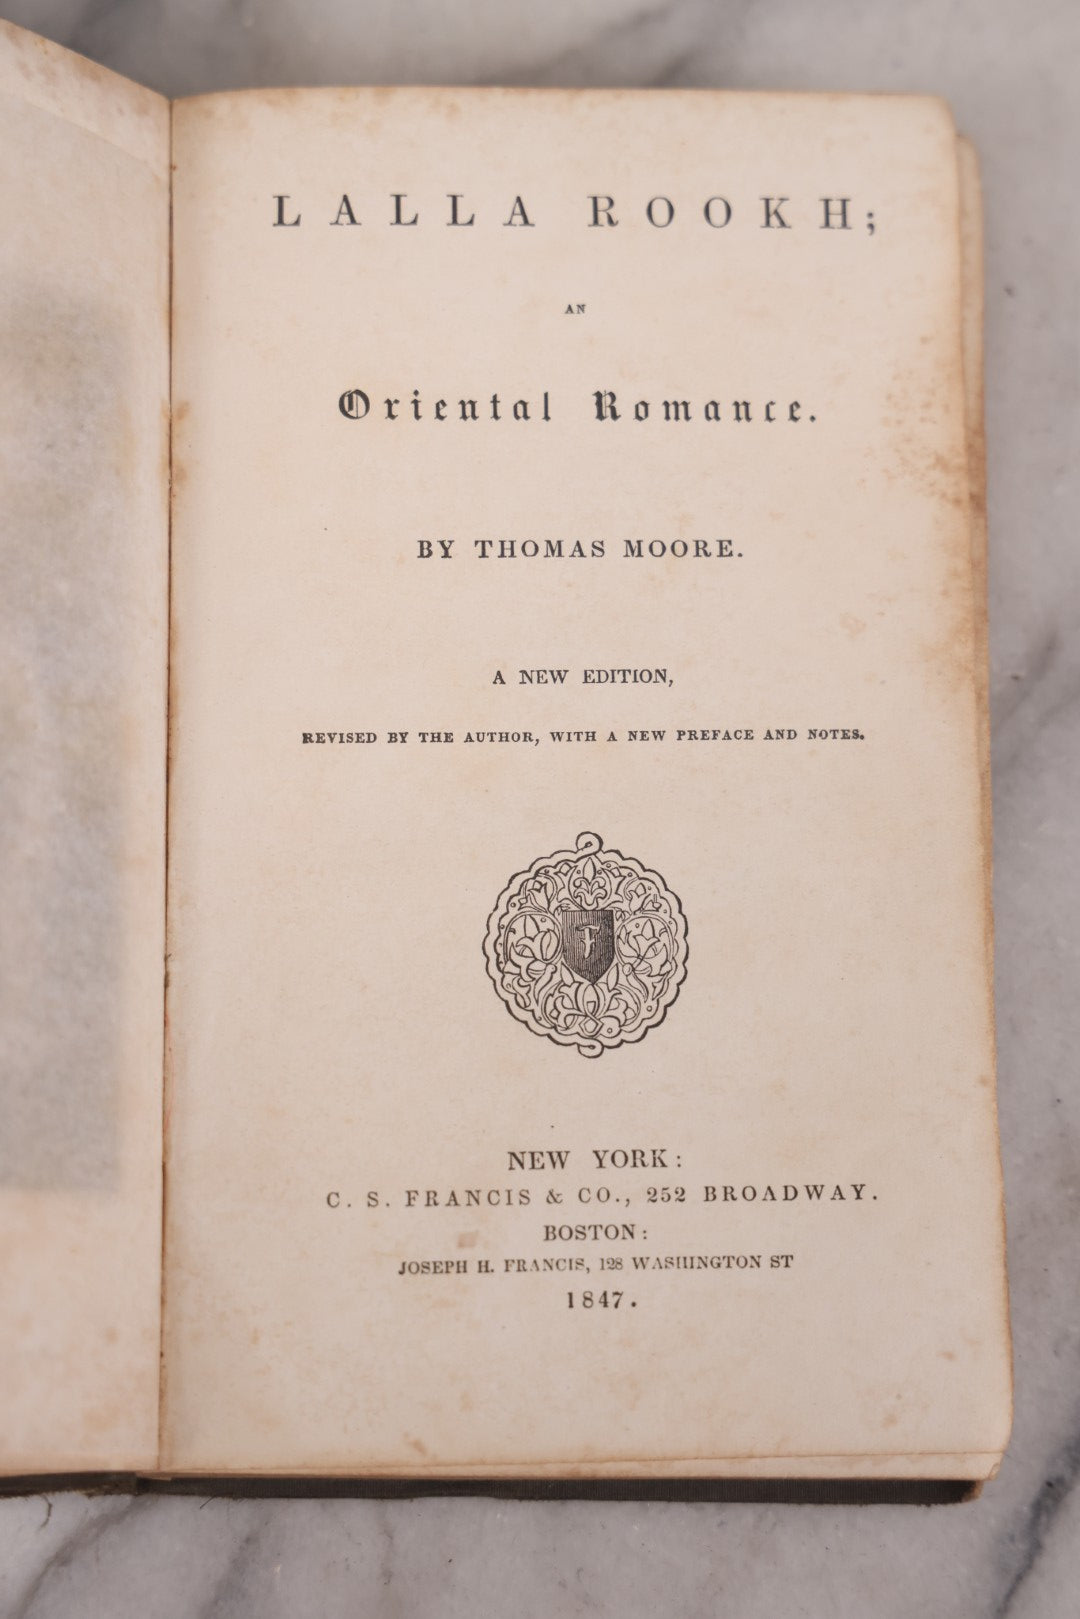 LALLA ROOKH;
AN
Oriental Romance.
BY THOMAS MOORE.
A NEW EDITION,
REVISED BY THE AUTHOR, WITH A NEW PREFACE AND NOTES.
F
NEW YORK:
C. S. FRANCIS & CO., 252 BROADWAY.
BOSTON:
JOSEPH H. FRANCIS, 128 WASHINGTON ST
1847.